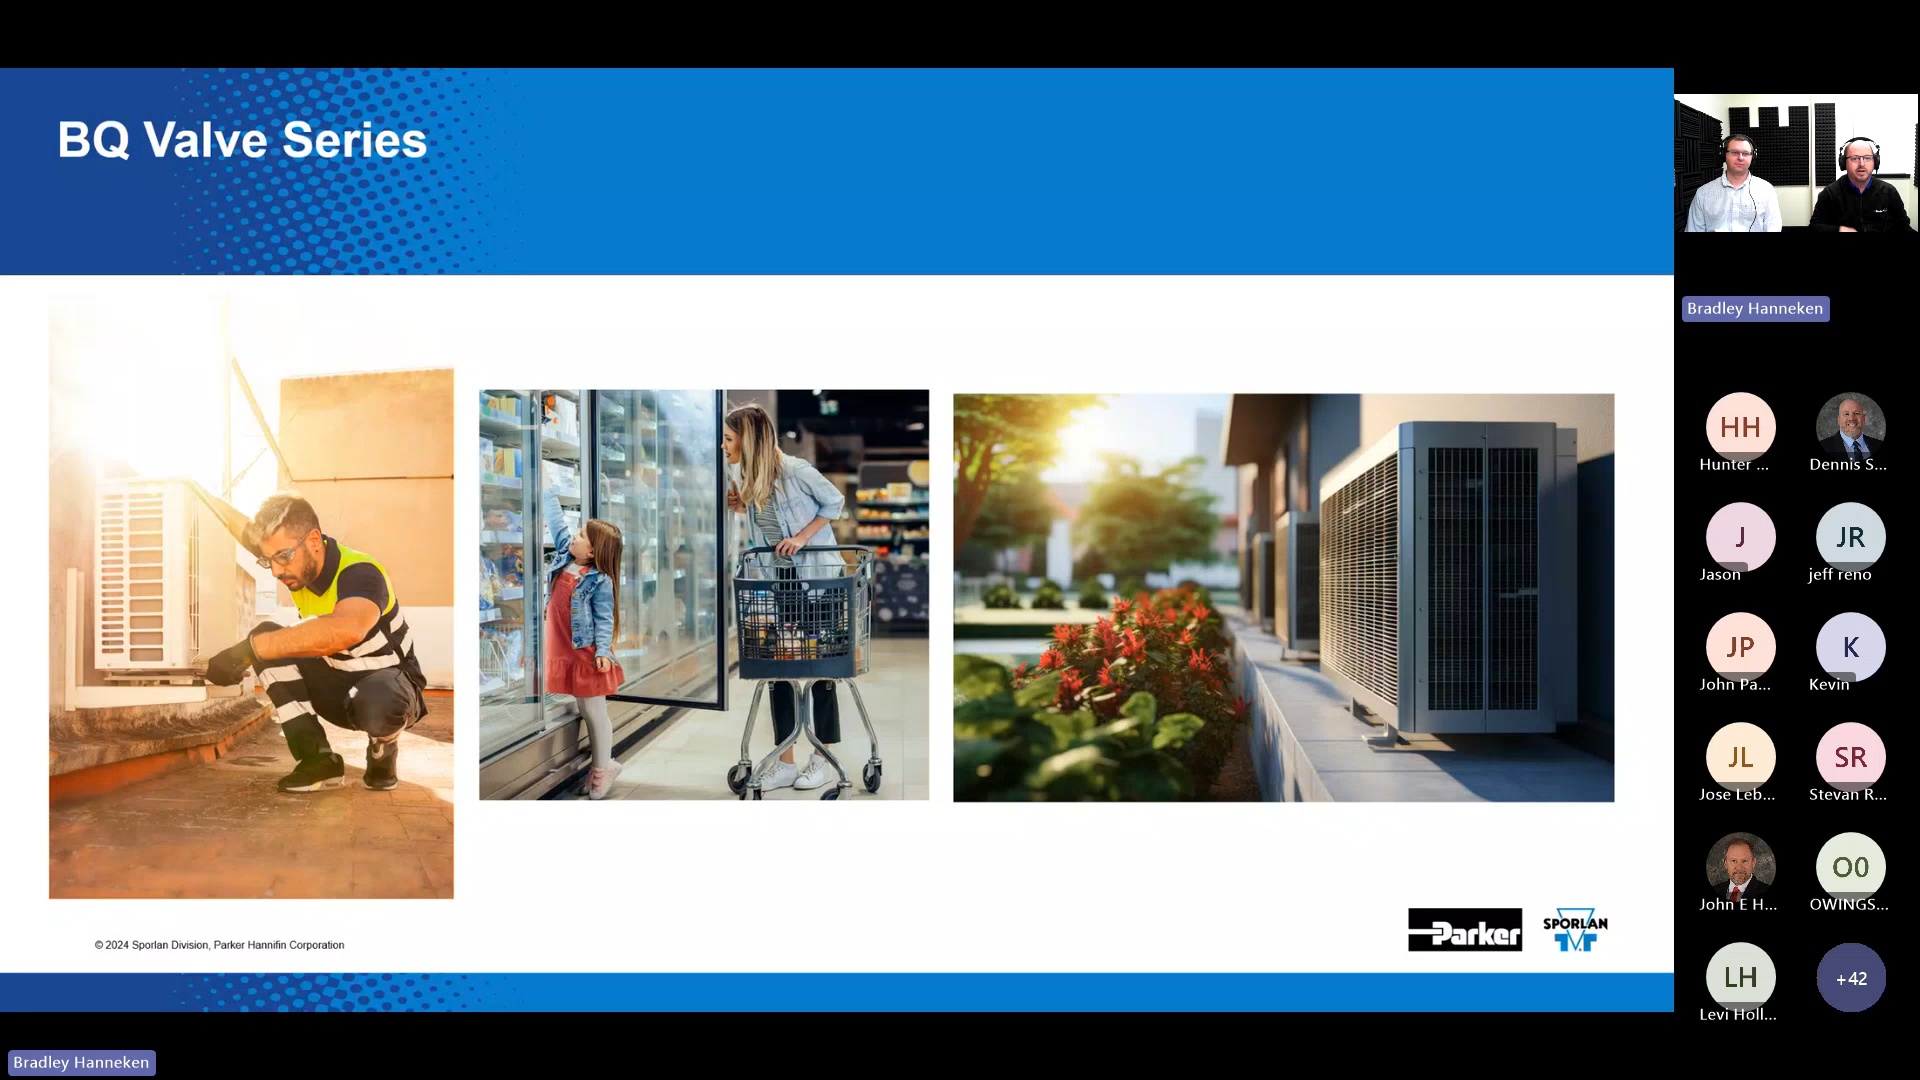 BQ Valve Series
© 2024 Sporlan Division, Parker Hannifin Corporation
Parker
SPORLAN
Bradley Hanneken
HH
Hunter ...
Dennis S...
J
Jason
JR
jeff reno
JP
John Pa...
K
Kevin
JL
Jose Leb...
SR
Stevan R...
John E H...
O0
OWINGS...
LH
Levi Holl...
+42
Bradley Hanneken